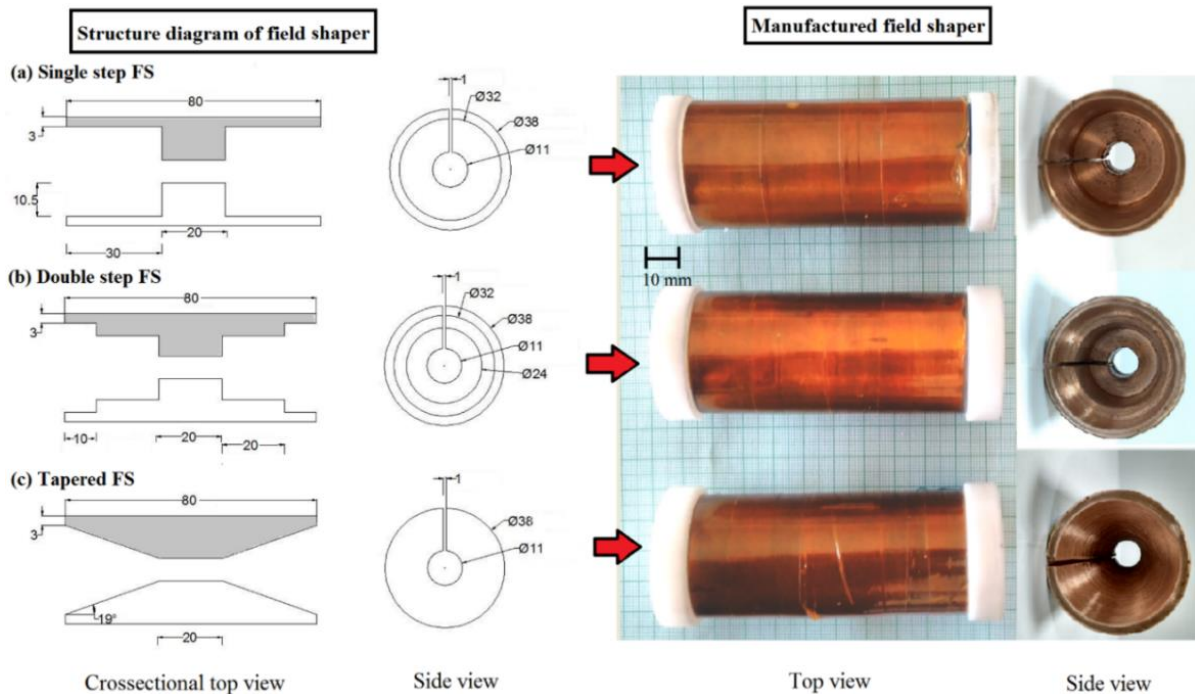 Structure diagram of field shaper
Manufactured field shaper
(a) Single step FS
80
3
10.5
20
30
1
Ø32
Ø38
Ø11
10 mm
(b) Double step FS
80
3
10
20
20
1
Ø32
Ø38
Ø11
Ø24
(c) Tapered FS
80
3
19°
20
1
Ø38
Ø11
Crossectional top view
Side view
Top view
Side view